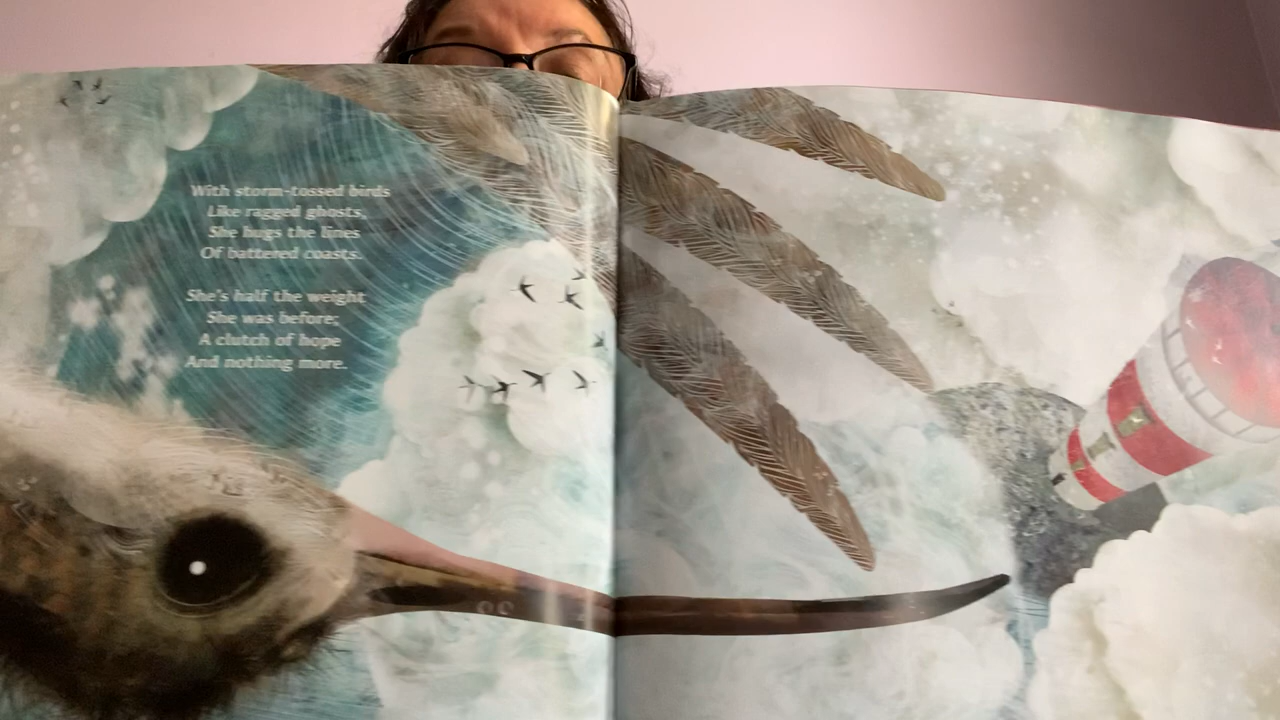 With storm-tossed birds
Like ragged ghosts,
She hugs the lines
Of battered coasts.
She's half the weight
She was before;
A clutch of hope
And nothing more.